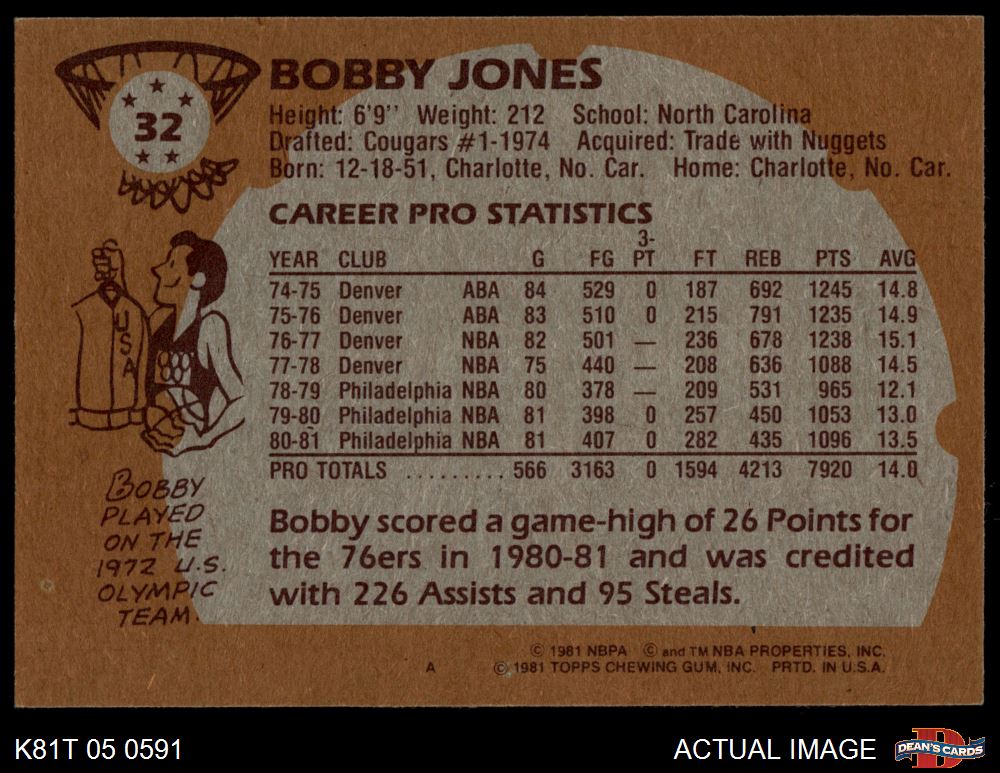 32
BOBBY JONES
Height: 6'9'' Weight: 212 School: North Carolina
Drafted: Cougars #1-1974 Acquired: Trade with Nuggets
Born: 12-18-51, Charlotte, No. Car. Home: Charlotte, No. Car.
CAREER PRO STATISTICS
YEAR CLUB G FG 3-PT FT REB PTS AVG
74-75 Denver ABA 84 529 0 187 692 1245 14.8
75-76 Denver ABA 83 510 0 215 791 1235 14.9
76-77 Denver NBA 82 501 — 236 678 1238 15.1
77-78 Denver NBA 75 440 — 208 636 1088 14.5
78-79 Philadelphia NBA 80 378 — 209 531 965 12.1
79-80 Philadelphia NBA 81 398 0 257 450 1053 13.0
80-81 Philadelphia NBA 81 407 0 282 435 1096 13.5
PRO TOTALS .......... 566 3163 0 1594 4213 7920 14.0
USA
BOBBY
PLAYED
ON THE
1972 U.S.
OLYMPIC
TEAM.
Bobby scored a game-high of 26 Points for
the 76ers in 1980-81 and was credited
with 226 Assists and 95 Steals.
© 1981 NBPA © and TM NBA PROPERTIES, INC.
A © 1981 TOPPS CHEWING GUM, INC. PRTD. IN U.S.A.
K81T 05 0591
ACTUAL IMAGE
D
DEAN'S CARDS